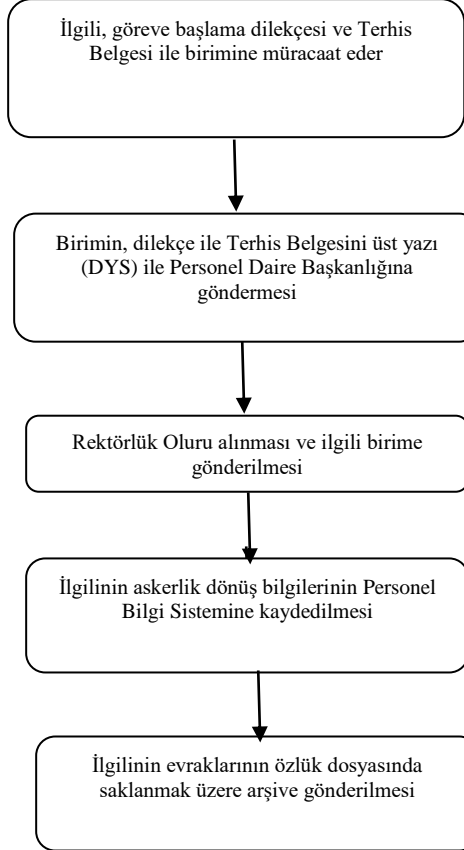 İlgili, göreve başlama dilekçesi ve Terhis
Belgesi ile birimine müracaat eder
Birimin, dilekçe ile Terhis Belgesini üst yazı
(DYS) ile Personel Daire Başkanlığına
göndermesi
Rektörlük Oluru alınması ve ilgili birime
gönderilmesi
İlgilinin askerlik dönüş bilgilerinin Personel
Bilgi Sistemine kaydedilmesi
İlgilinin evraklarının özlük dosyasında
saklanmak üzere arşive gönderilmesi